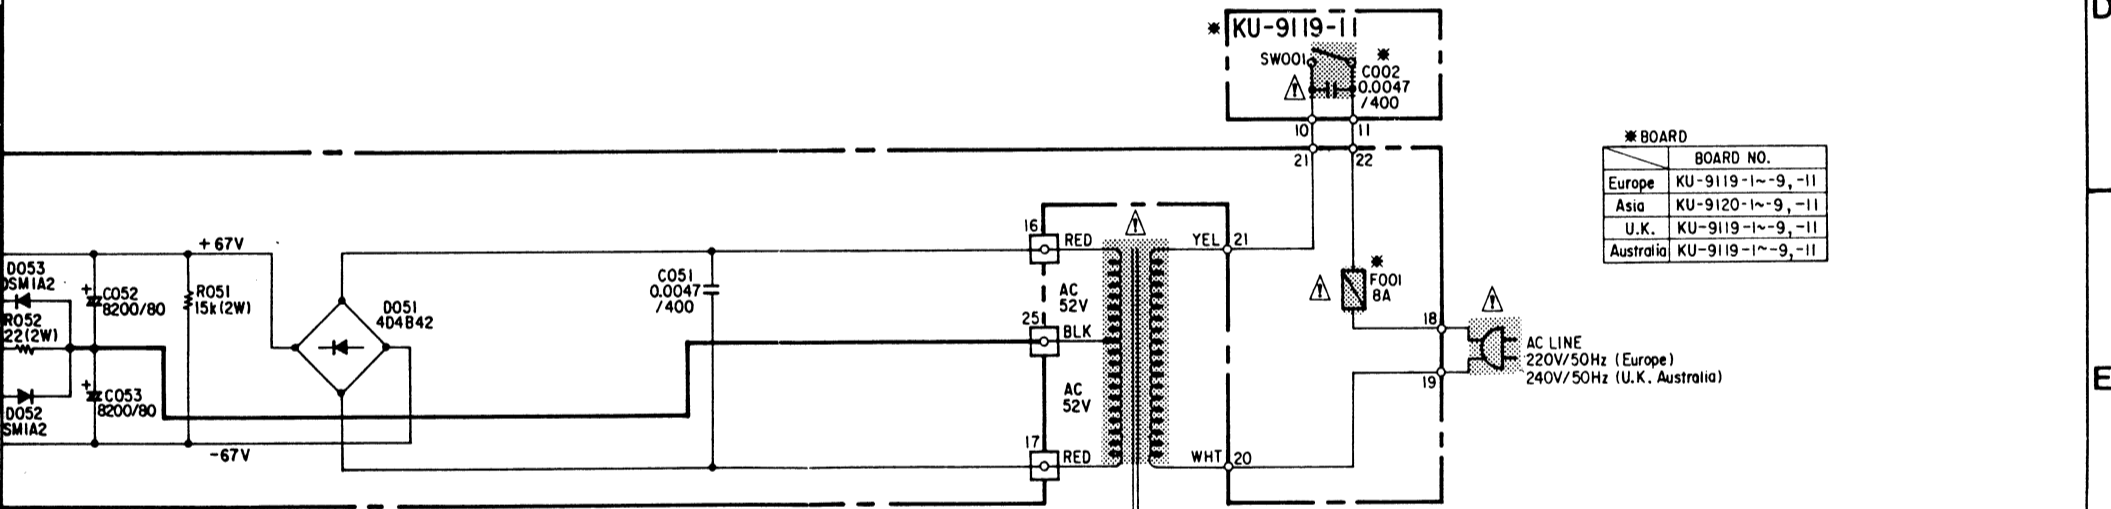 D
※ KU-9119-11
SW001
※
C002
0.0047
/400
10
11
21
22
※ BOARD
BOARD NO.
Europe KU-9119-1~-9, -11
Asia KU-9120-1~-9, -11
U.K. KU-9119-1~-9, -11
Australia KU-9119-1~-9, -11
+67V
16
RED
YEL
21
D053
DSM1A2
C052
8200/80
R051
15k(2W)
D051
4D4B42
C051
0.0047
/400
AC
52V
※
F001
8A
R052
22(2W)
25
BLK
18
AC LINE
220V/50Hz (Europe)
240V/50Hz (U.K. Australia)
19
E
C053
8200/80
D052
SM1A2
AC
52V
-67V
17
RED
WHT
20